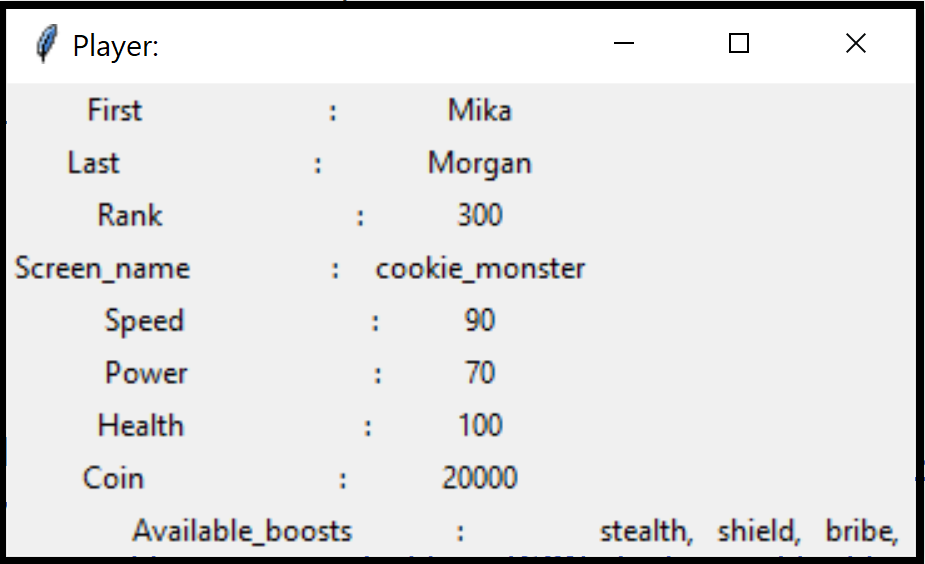 Player:
First : Mika
Last : Morgan
Rank : 300
Screen_name : cookie_monster
Speed : 90
Power : 70
Health : 100
Coin : 20000
Available_boosts : stealth, shield, bribe,